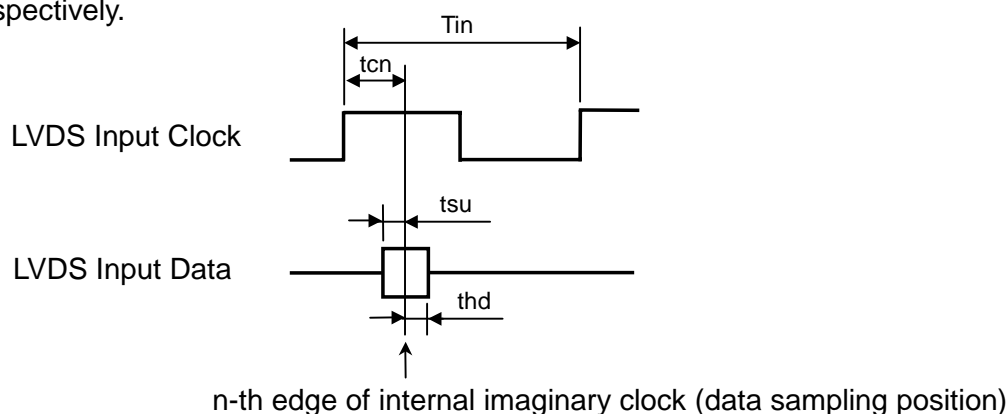 spectively.
Tin
tcn
LVDS Input Clock
tsu
LVDS Input Data
thd
n-th edge of internal imaginary clock (data sampling position)